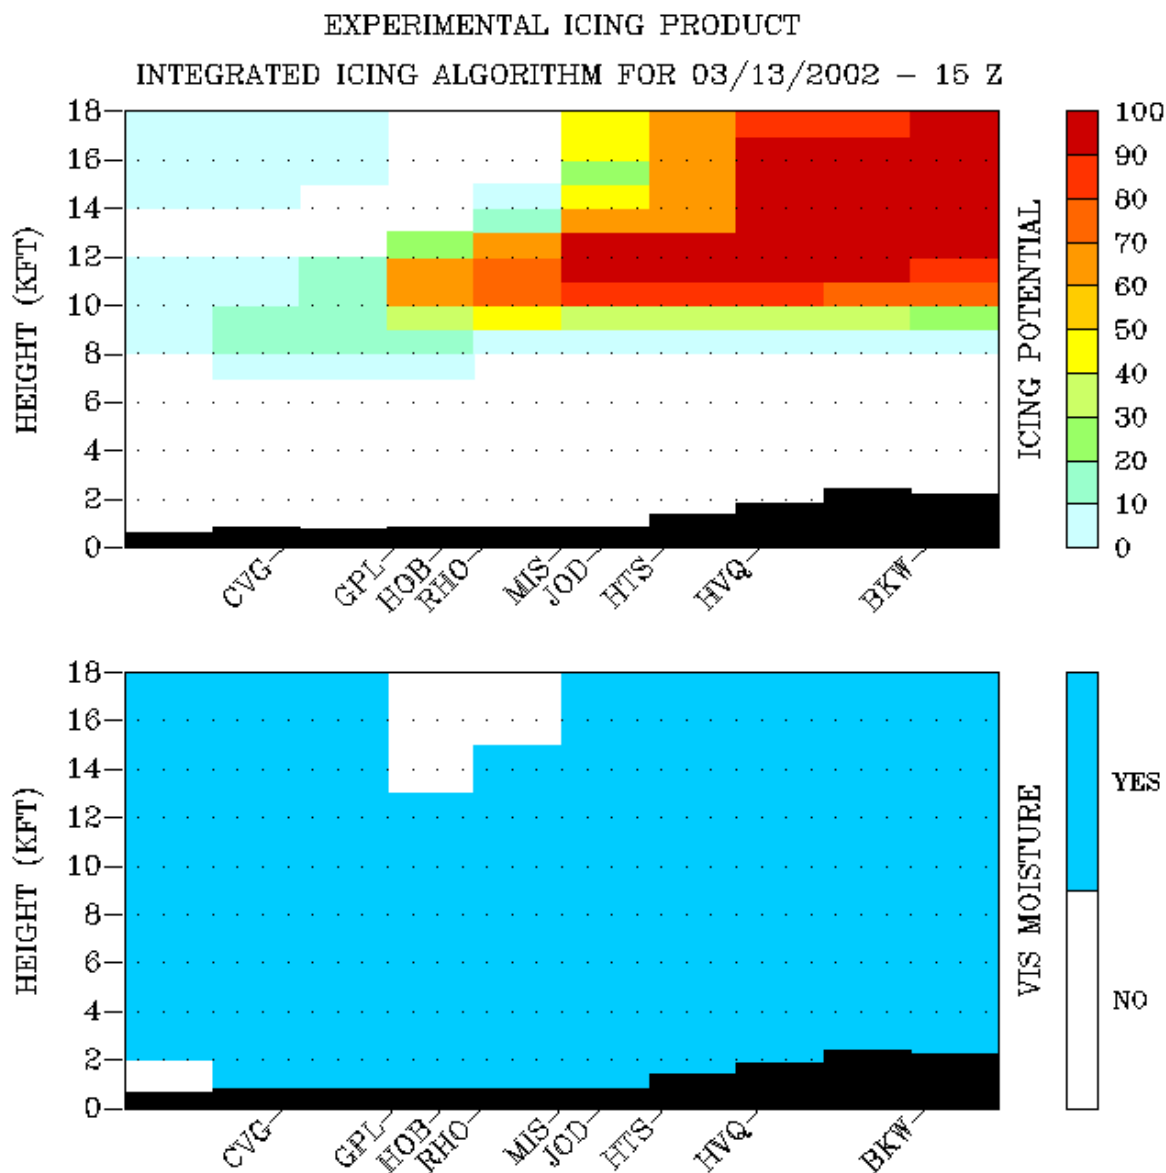 EXPERIMENTAL ICING PRODUCT
INTEGRATED ICING ALGORITHM FOR 03/13/2002 - 15 Z
HEIGHT (KFT)
18
16
14
12
10
8
6
4
2
0
CVG
GPL
HOB
RHO
MIS
JOD
HTS
HVQ
BKW
ICING POTENTIAL
100
90
80
70
60
50
40
30
20
10
0
HEIGHT (KFT)
18
16
14
12
10
8
6
4
2
0
CVG
GPL
HOB
RHO
MIS
JOD
HTS
HVQ
BKW
VIS MOISTURE
YES
NO